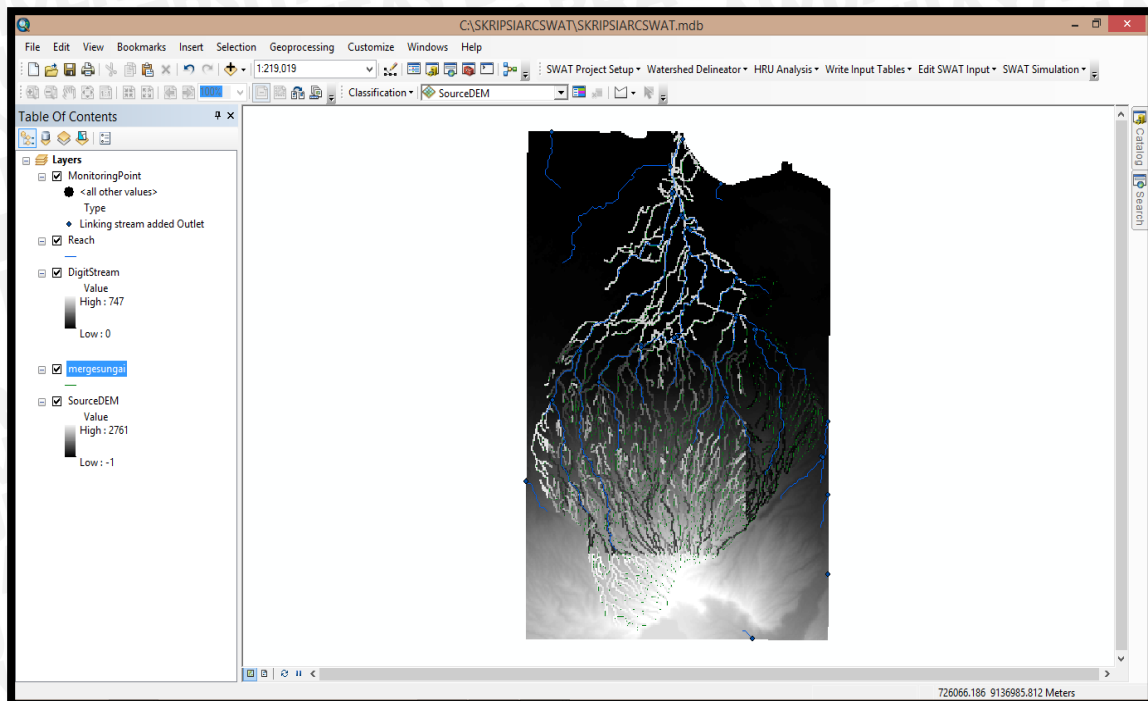 C:\SKRIPSIARCSWAT\SKRIPSIARCSWAT.mdb
File Edit View Bookmarks Insert Selection Geoprocessing Customize Windows Help
1:219,019 SWAT Project Setup Watershed Delineator HRU Analysis Write Input Tables Edit SWAT Input SWAT Simulation
100% Classification SourceDEM
Table Of Contents
Layers
MonitoringPoint
<all other values>
Type
Linking stream added Outlet
Reach
DigitStream
Value
High : 747
Low : 0
mergesungai
SourceDEM
Value
High : 2761
Low : -1
Catalog
Search
726066.186 9136985.812 Meters